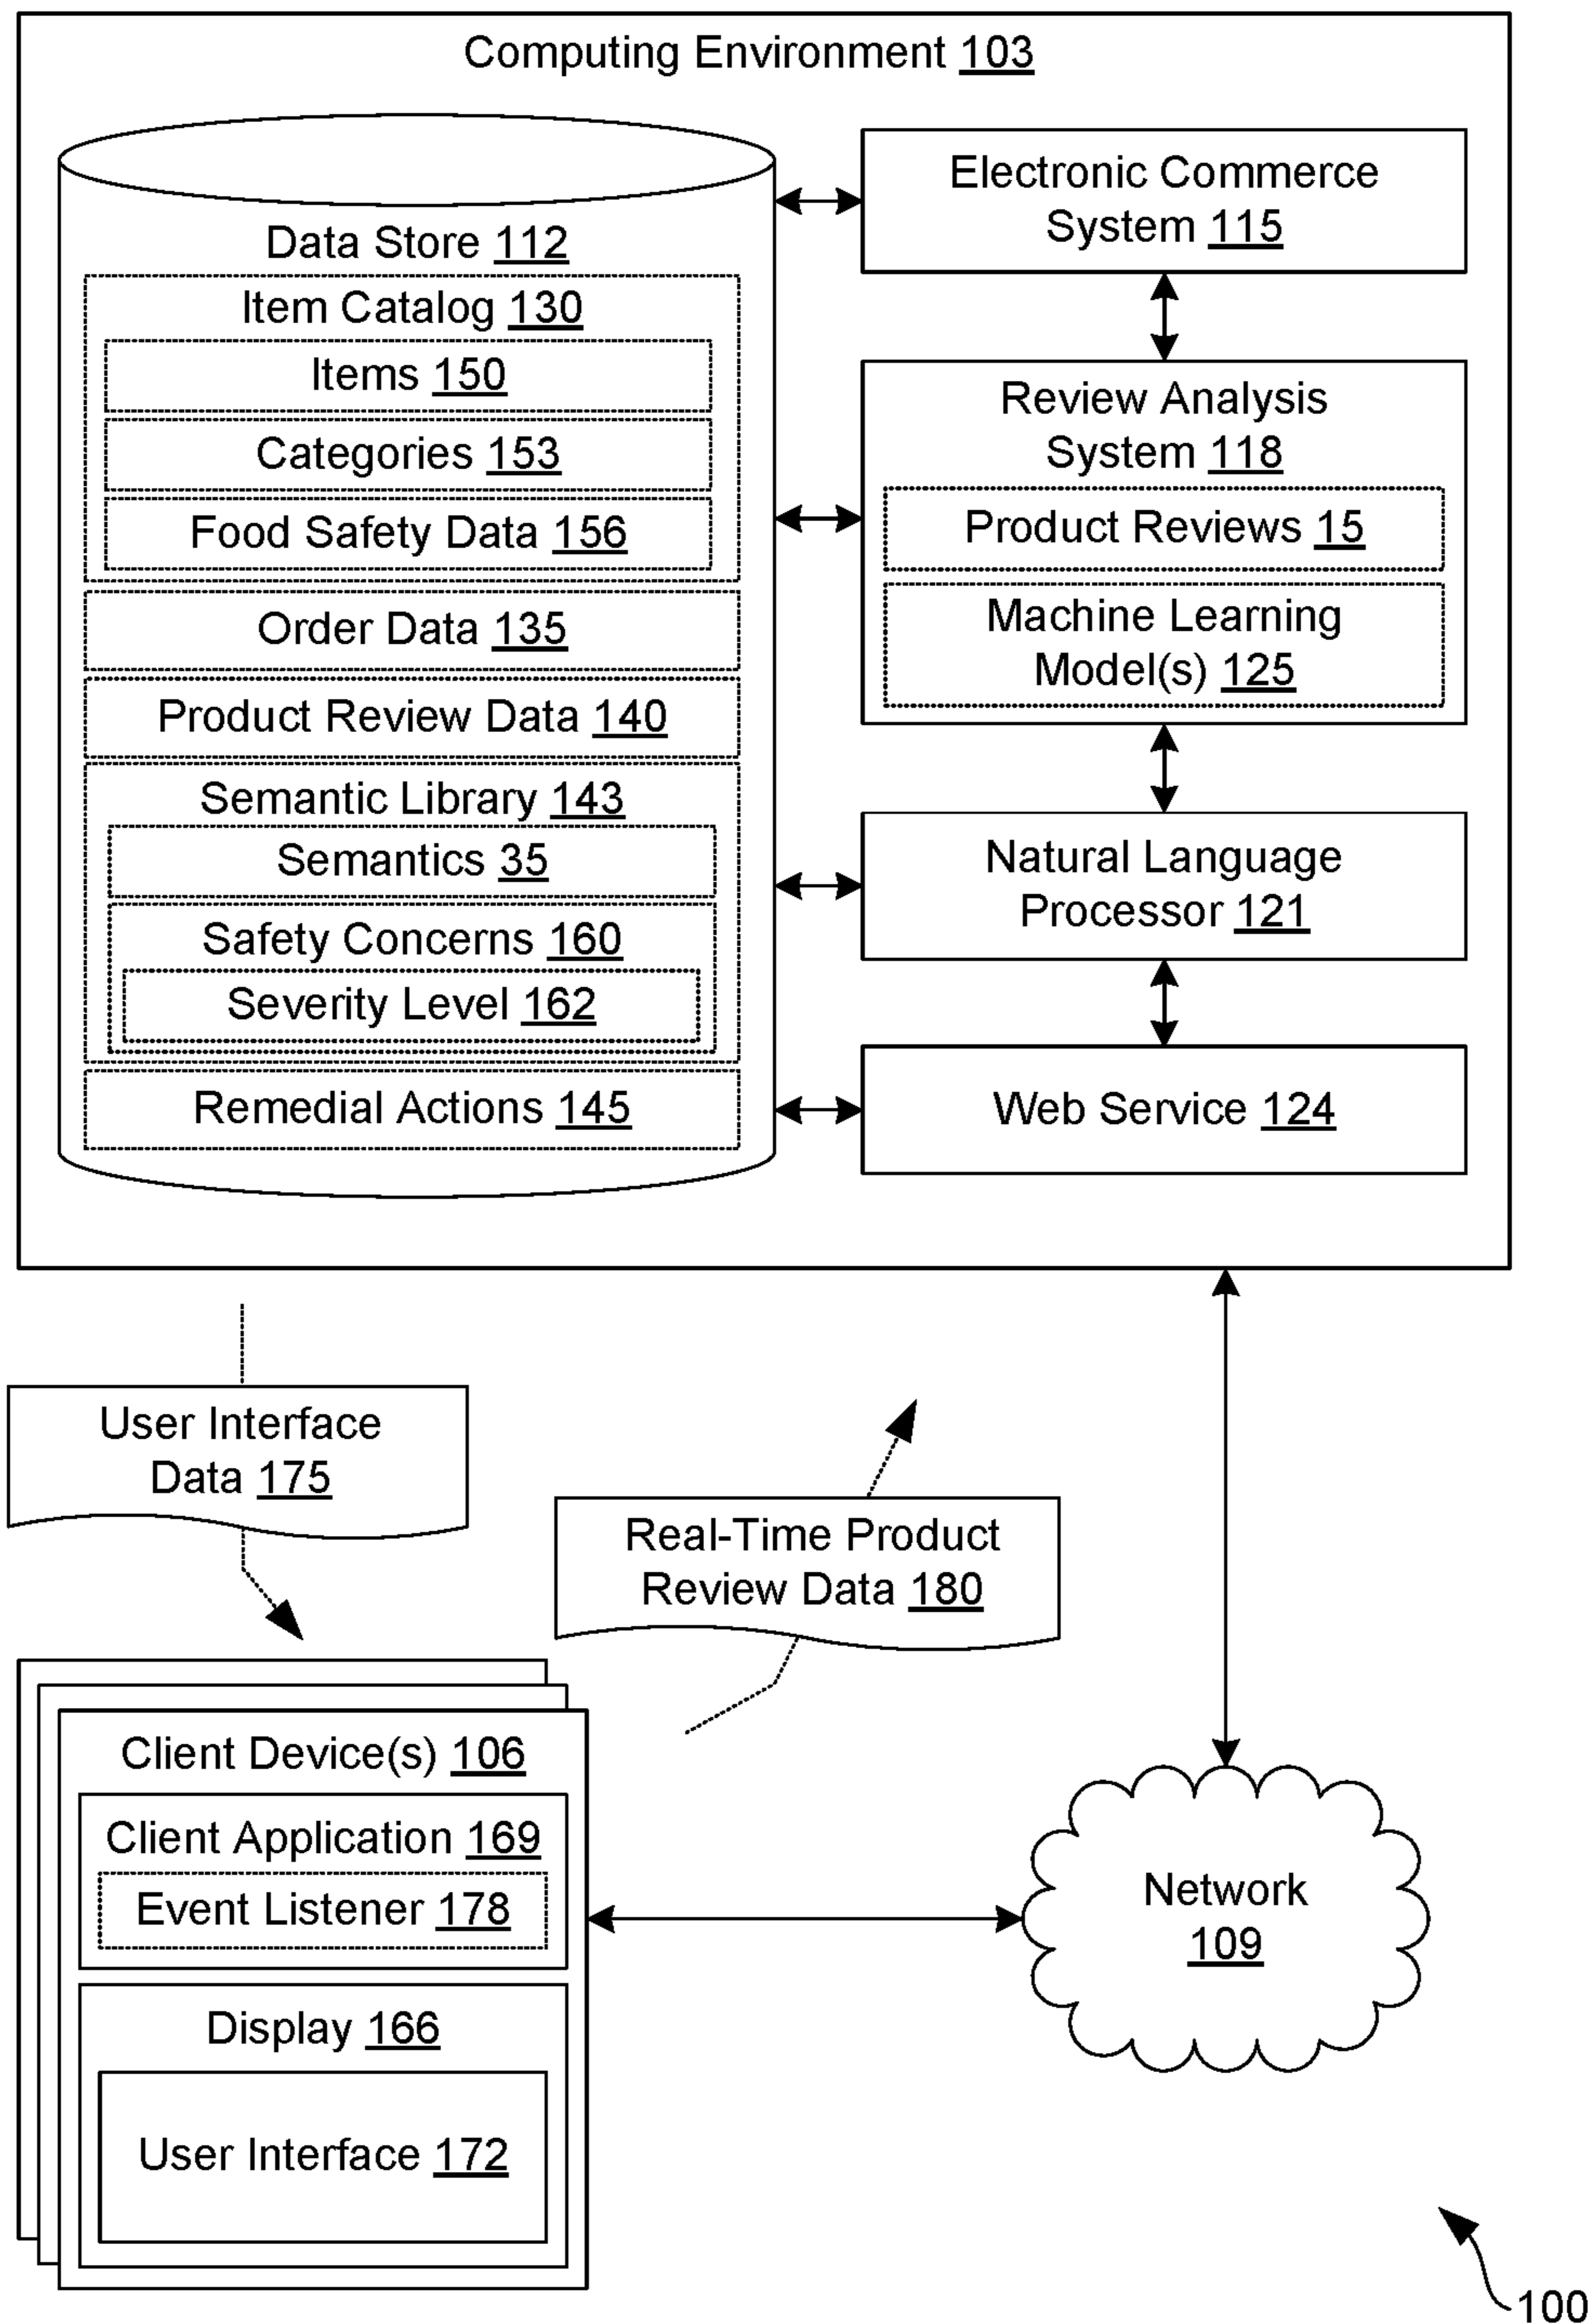 Computing Environment 103
Data Store 112
Item Catalog 130
Items 150
Categories 153
Food Safety Data 156
Order Data 135
Product Review Data 140
Semantic Library 143
Semantics 35
Safety Concerns 160
Severity Level 162
Remedial Actions 145
Electronic Commerce
System 115
Review Analysis
System 118
Product Reviews 15
Machine Learning
Model(s) 125
Natural Language
Processor 121
Web Service 124
User Interface
Data 175
Real-Time Product
Review Data 180
Client Device(s) 106
Client Application 169
Event Listener 178
Display 166
User Interface 172
Network
109
100